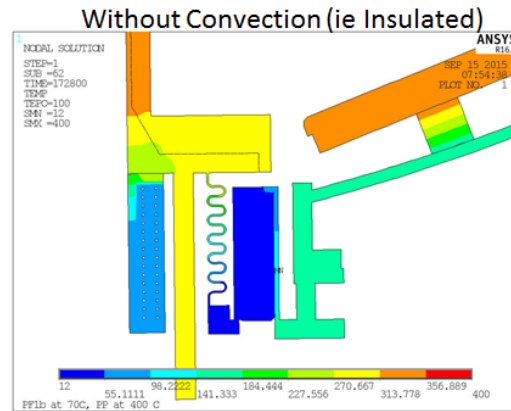 Without Convection (ie Insulated)
1
NODAL SOLUTION
STEP=1
SUB =62
TIME=172800
TEMP
TEPC=100
SMN =12
SMX =400
ANSYS
R16.
SEP 15 2015
07:54:38
PLOT NO. 1
12 98.2222 184.444 270.667 356.889
55.1111 141.333 227.556 313.778 400
PF1b at 70C, PP at 400 C